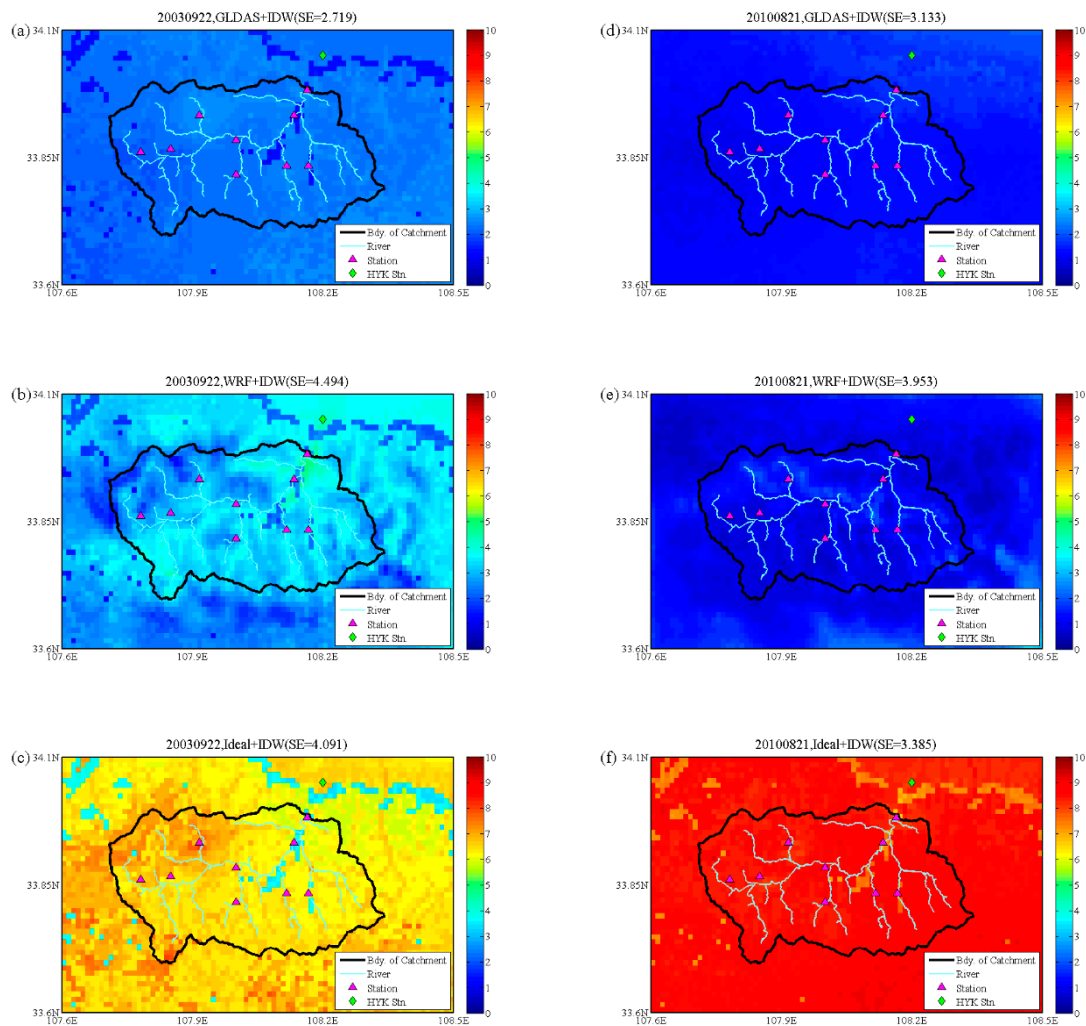 (a) 20030922,GLDAS+IDW(SE=2.719)
34.1N
33.85N
33.6N
107.6E 107.9E 108.2E 108.5E
10
9
8
7
6
5
4
3
2
1
0
Bdy. of Catchment
River
Station
HYK Stn
(d) 20100821,GLDAS+IDW(SE=3.133)
34.1N
33.85N
33.6N
107.6E 107.9E 108.2E 108.5E
10
9
8
7
6
5
4
3
2
1
0
Bdy. of Catchment
River
Station
HYK Stn
(b) 20030922,WRF+IDW(SE=4.494)
34.1N
33.85N
33.6N
107.6E 107.9E 108.2E 108.5E
10
9
8
7
6
5
4
3
2
1
0
Bdy. of Catchment
River
Station
HYK Stn
(e) 20100821,WRF+IDW(SE=3.953)
34.1N
33.85N
33.6N
107.6E 107.9E 108.2E 108.5E
10
9
8
7
6
5
4
3
2
1
0
Bdy. of Catchment
River
Station
HYK Stn
(c) 20030922,Ideal+IDW(SE=4.091)
34.1N
33.85N
33.6N
107.6E 107.9E 108.2E 108.5E
10
9
8
7
6
5
4
3
2
1
0
Bdy. of Catchment
River
Station
HYK Stn
(f) 20100821,Ideal+IDW(SE=3.385)
34.1N
33.85N
33.6N
107.6E 107.9E 108.2E 108.5E
10
9
8
7
6
5
4
3
2
1
0
Bdy. of Catchment
River
Station
HYK Stn